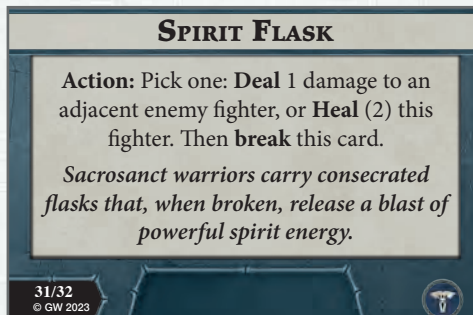 SPIRIT FLASK
Action: Pick one: Deal 1 damage to an
adjacent enemy fighter, or Heal (2) this
fighter. Then break this card.
Sacrosanct warriors carry consecrated
flasks that, when broken, release a blast of
powerful spirit energy.
31/32
© GW 2023